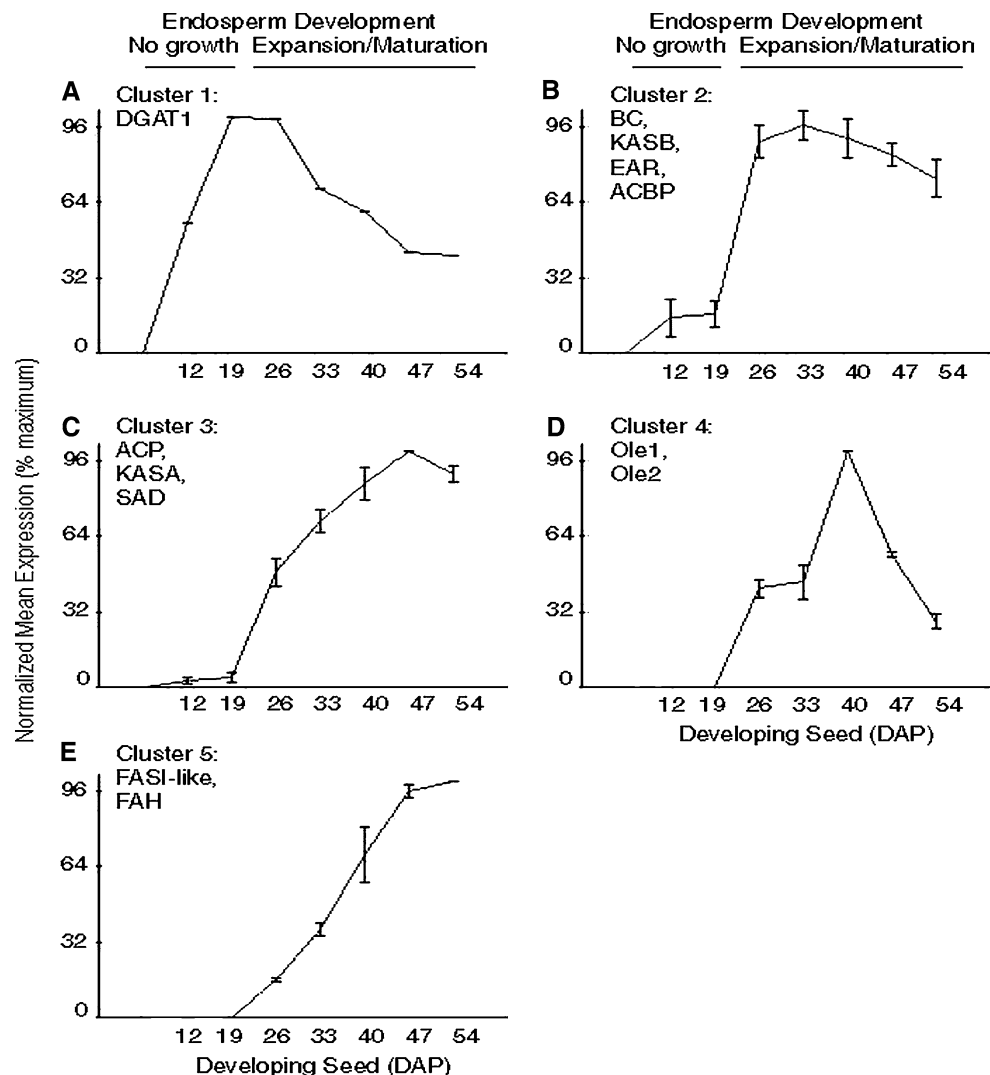 Endosperm Development
No growth Expansion/Maturation
Endosperm Development
No growth Expansion/Maturation
Normalized Mean Expression (% maximum)
A
Cluster 1:
DGAT1
96
64
32
0
12 19 26 33 40 47 54
B
Cluster 2:
BC,
KASB,
EAR,
ACBP
96
64
32
0
12 19 26 33 40 47 54
C
Cluster 3:
ACP,
KASA,
SAD
96
64
32
0
12 19 26 33 40 47 54
D
Cluster 4:
Ole1,
Ole2
96
64
32
0
12 19 26 33 40 47 54
Developing Seed (DAP)
E
Cluster 5:
FASI-like,
FAH
96
64
32
0
12 19 26 33 40 47 54
Developing Seed (DAP)